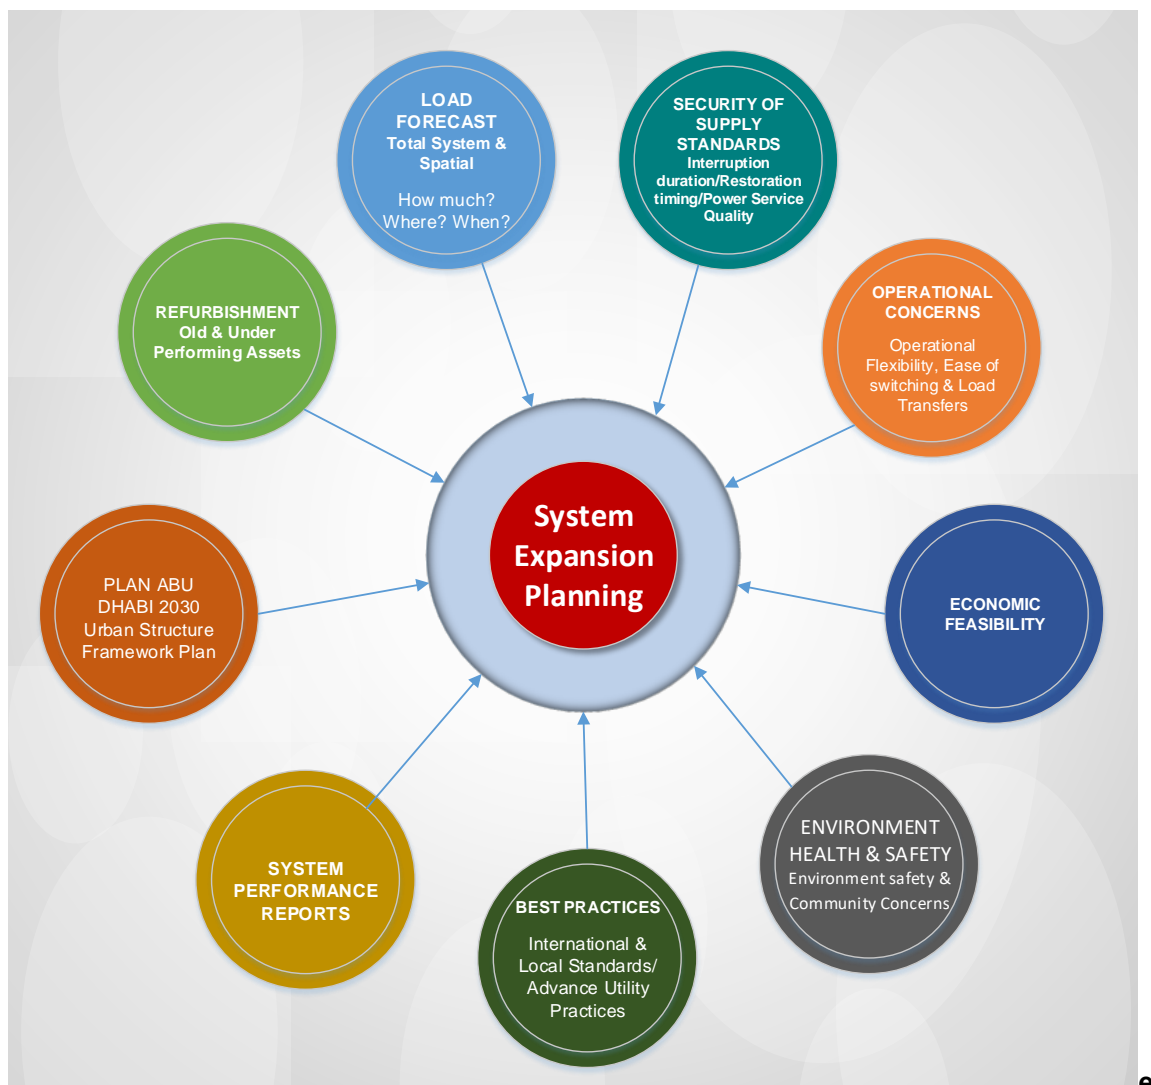 LOAD
FORECAST
Total System &
Spatial
How much?
Where? When?
SECURITY OF
SUPPLY
STANDARDS
Interruption
duration/Restoration
timing/Power Service
Quality
OPERATIONAL
CONCERNS
Operational
Flexibility, Ease of
switching & Load
Transfers
REFURBISHMENT
Old & Under
Performing Assets
System
Expansion
Planning
PLAN ABU
DHABI 2030
Urban Structure
Framework Plan
ECONOMIC
FEASIBILITY
SYSTEM
PERFORMANCE
REPORTS
BEST PRACTICES
International &
Local Standards/
Advance Utility
Practices
ENVIRONMENT
HEALTH & SAFETY
Environment safety &
Community Concerns
e